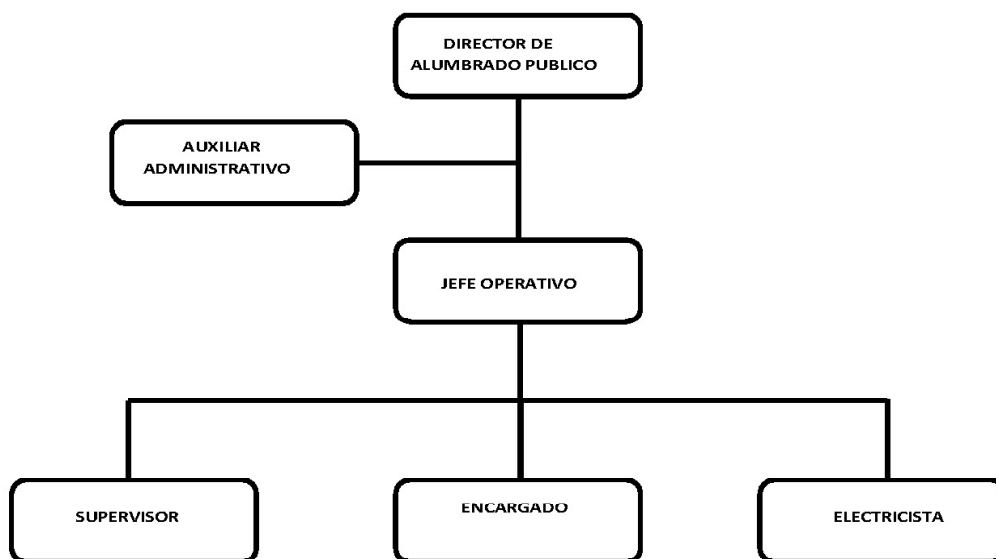 DIRECTOR DE
ALUMBRADO PUBLICO
AUXILIAR
ADMINISTRATIVO
JEFE OPERATIVO
SUPERVISOR
ENCARGADO
ELECTRICISTA